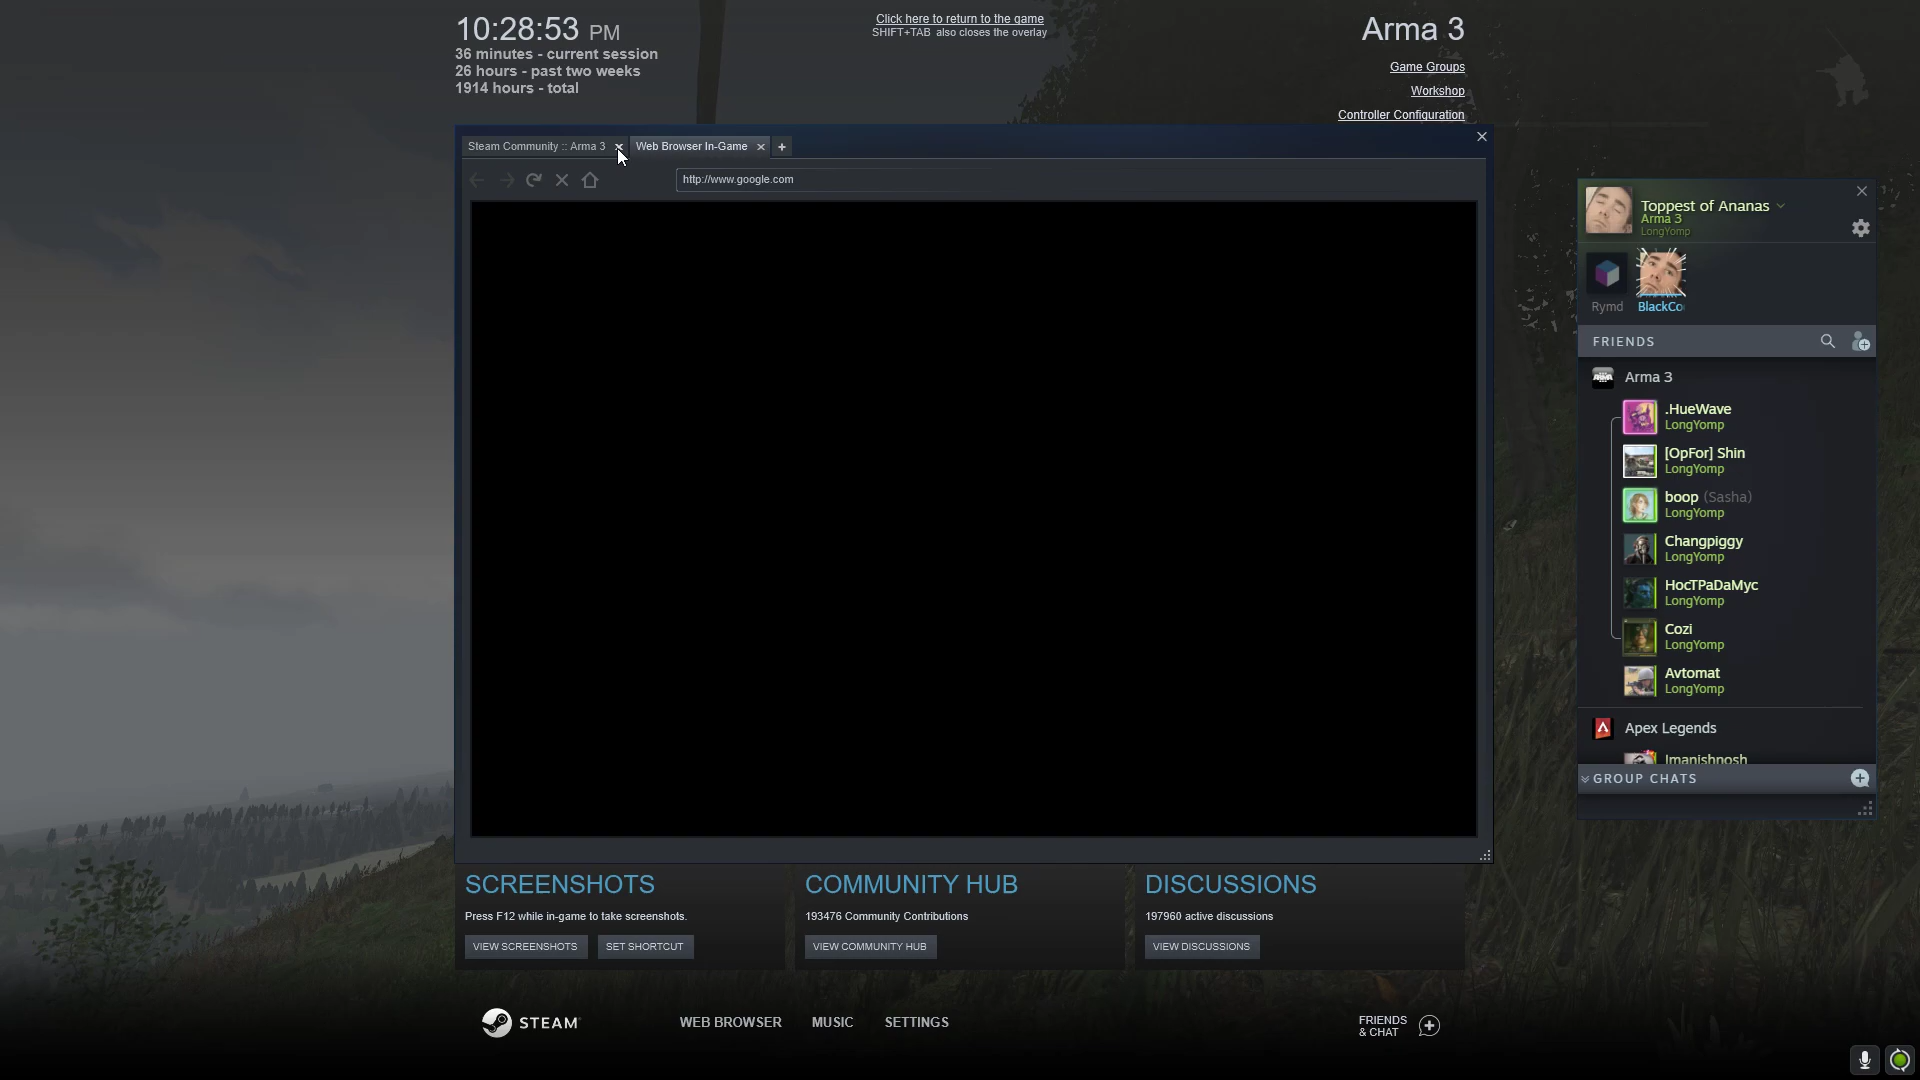 10:28:53 PM
36 minutes - current session
26 hours - past two weeks
1914 hours - total
Click here to return to the game
SHIFT+TAB also closes the overlay
Arma 3
Game Groups
Workshop
Controller Configuration
Steam Community :: Arma 3
Web Browser In-Game
http://www.google.com
Toppest of Ananas
Arma 3
LongYomp
Rymd
BlackCo
FRIENDS
Arma 3
.HueWave
LongYomp
[OpFor] Shin
LongYomp
boop (Sasha)
LongYomp
Changpiggy
LongYomp
HocTPaDaMyc
LongYomp
Cozi
LongYomp
Avtomat
LongYomp
Apex Legends
Imanishnosh
GROUP CHATS
SCREENSHOTS
Press F12 while in-game to take screenshots.
VIEW SCREENSHOTS
SET SHORTCUT
COMMUNITY HUB
193476 Community Contributions
VIEW COMMUNITY HUB
DISCUSSIONS
197960 active discussions
VIEW DISCUSSIONS
STEAM
WEB BROWSER
MUSIC
SETTINGS
FRIENDS
& CHAT